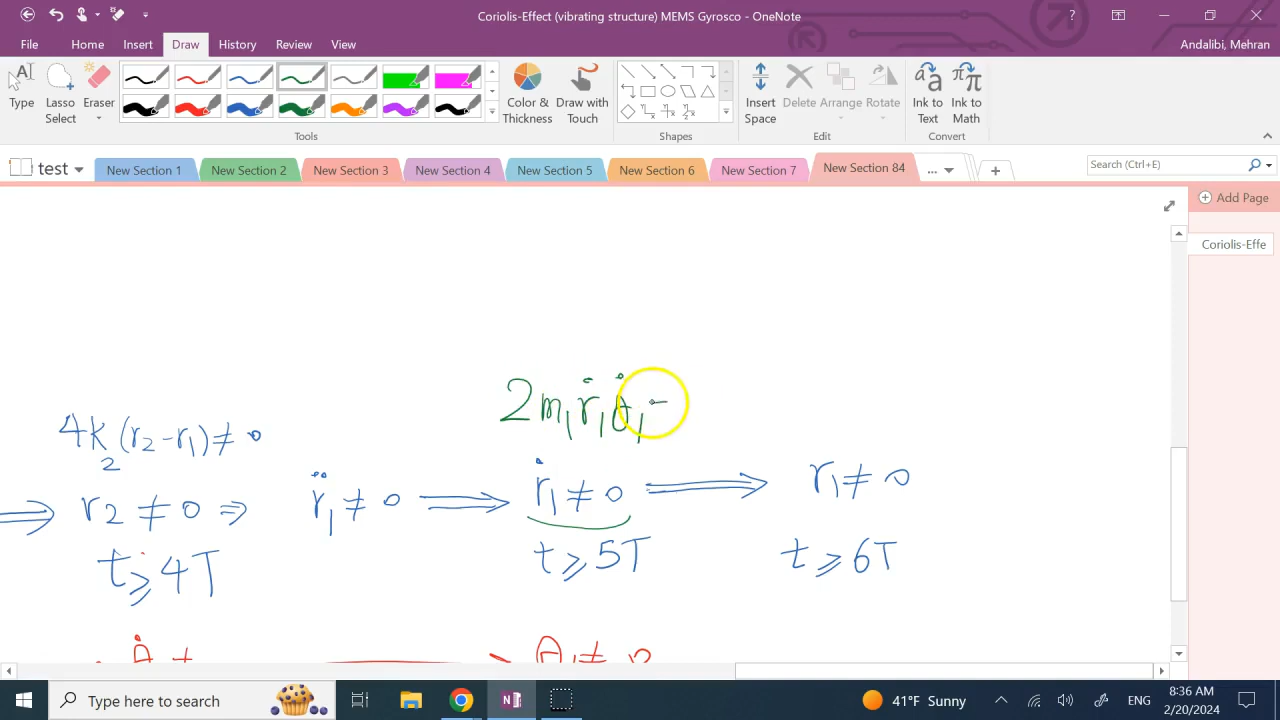 Coriolis-Effect (vibrating structure) MEMS Gyrosco - OneNote
?
File Home Insert Draw History Review View Andalibi, Mehran
Type Lasso Select Eraser Color & Thickness Draw with Touch Insert Space Delete Arrange Rotate Ink to Text Ink to Math
Tools Shapes Edit Convert
test New Section 1 New Section 2 New Section 3 New Section 4 New Section 5 New Section 6 New Section 7 New Section 84 ... + Search (Ctrl+E)
Add Page
Coriolis-Effe
2m₁ṙ₁θ̇₁ -
4k₂(r₂-r₁)≠0
⇒ r₂ ≠ 0 ⇒ r̈₁ ≠ 0 ⟹ ṙ₁ ≠ 0 ⟹ r₁ ≠ 0
t ≥ 4T t ≥ 5T t ≥ 6T
Type here to search 41°F Sunny ENG 8:36 AM
2/20/2024